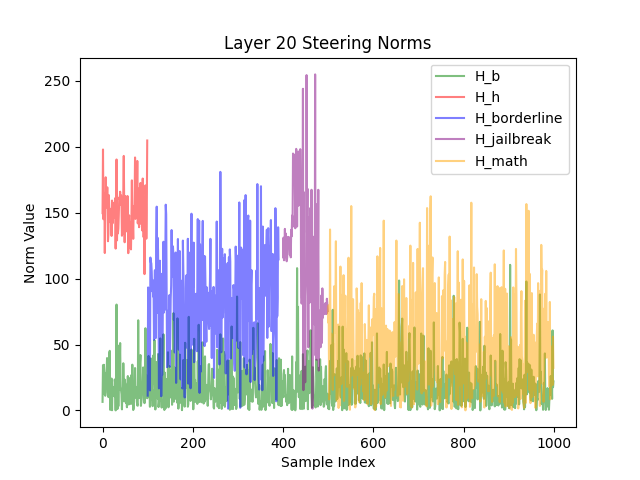 Layer 20 Steering Norms
H_b
H_h
H_borderline
H_jailbreak
H_math
Norm Value
250
200
150
100
50
0
0 200 400 600 800 1000
Sample Index